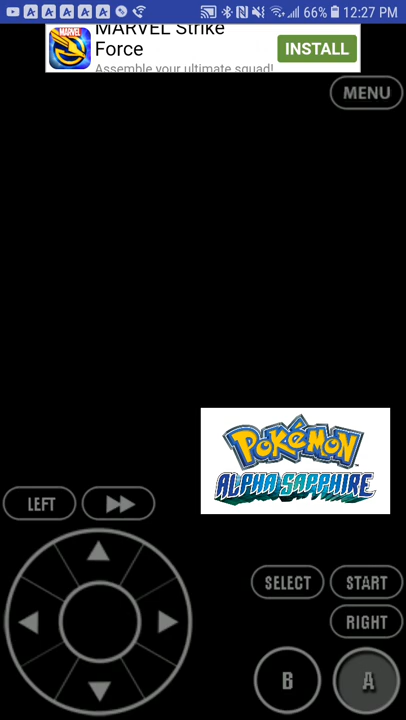 66% 12:27 PM
MARVEL Strike
Force
Assemble your ultimate squad!
INSTALL
MENU
POKéMON
ALPHA SAPPHIRE
LEFT
SELECT
START
RIGHT
B
A